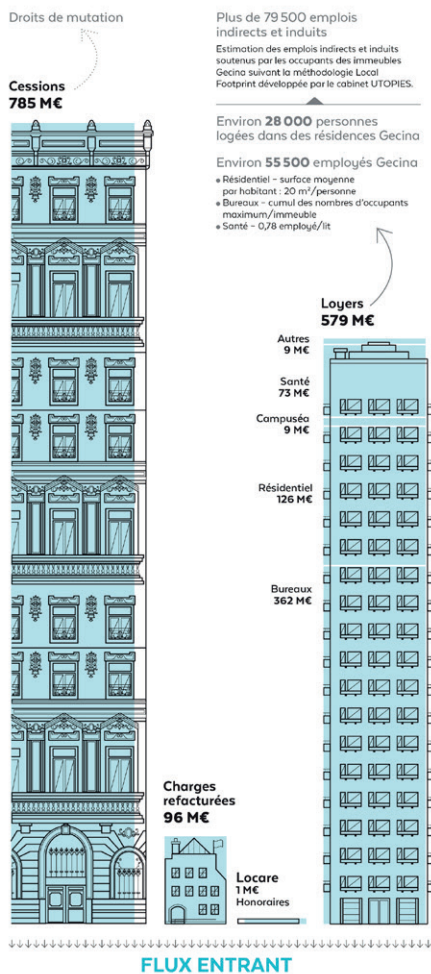 Droits de mutation
Cessions
785 M€
Plus de 79 500 emplois
indirects et induits
Estimation des emplois indirects et induits
soutenus par les occupants des immeubles
Gecina suivant la méthodologie Local
Footprint développée par le cabinet UTOPIES.
Environ 28 000 personnes
logées dans des résidences Gecina
Environ 55 500 employés Gecina
• Résidentiel – surface moyenne
par habitant : 20 m²/personne
• Bureaux – cumul des nombres d'occupants
maximum/immeuble
• Santé – 0,78 employé/lit
Loyers
579 M€
Autres
9 M€
Santé
73 M€
Campuséa
9 M€
Résidentiel
126 M€
Bureaux
362 M€
Charges
refacturées
96 M€
Locare
1 M€
Honoraires
FLUX ENTRANT